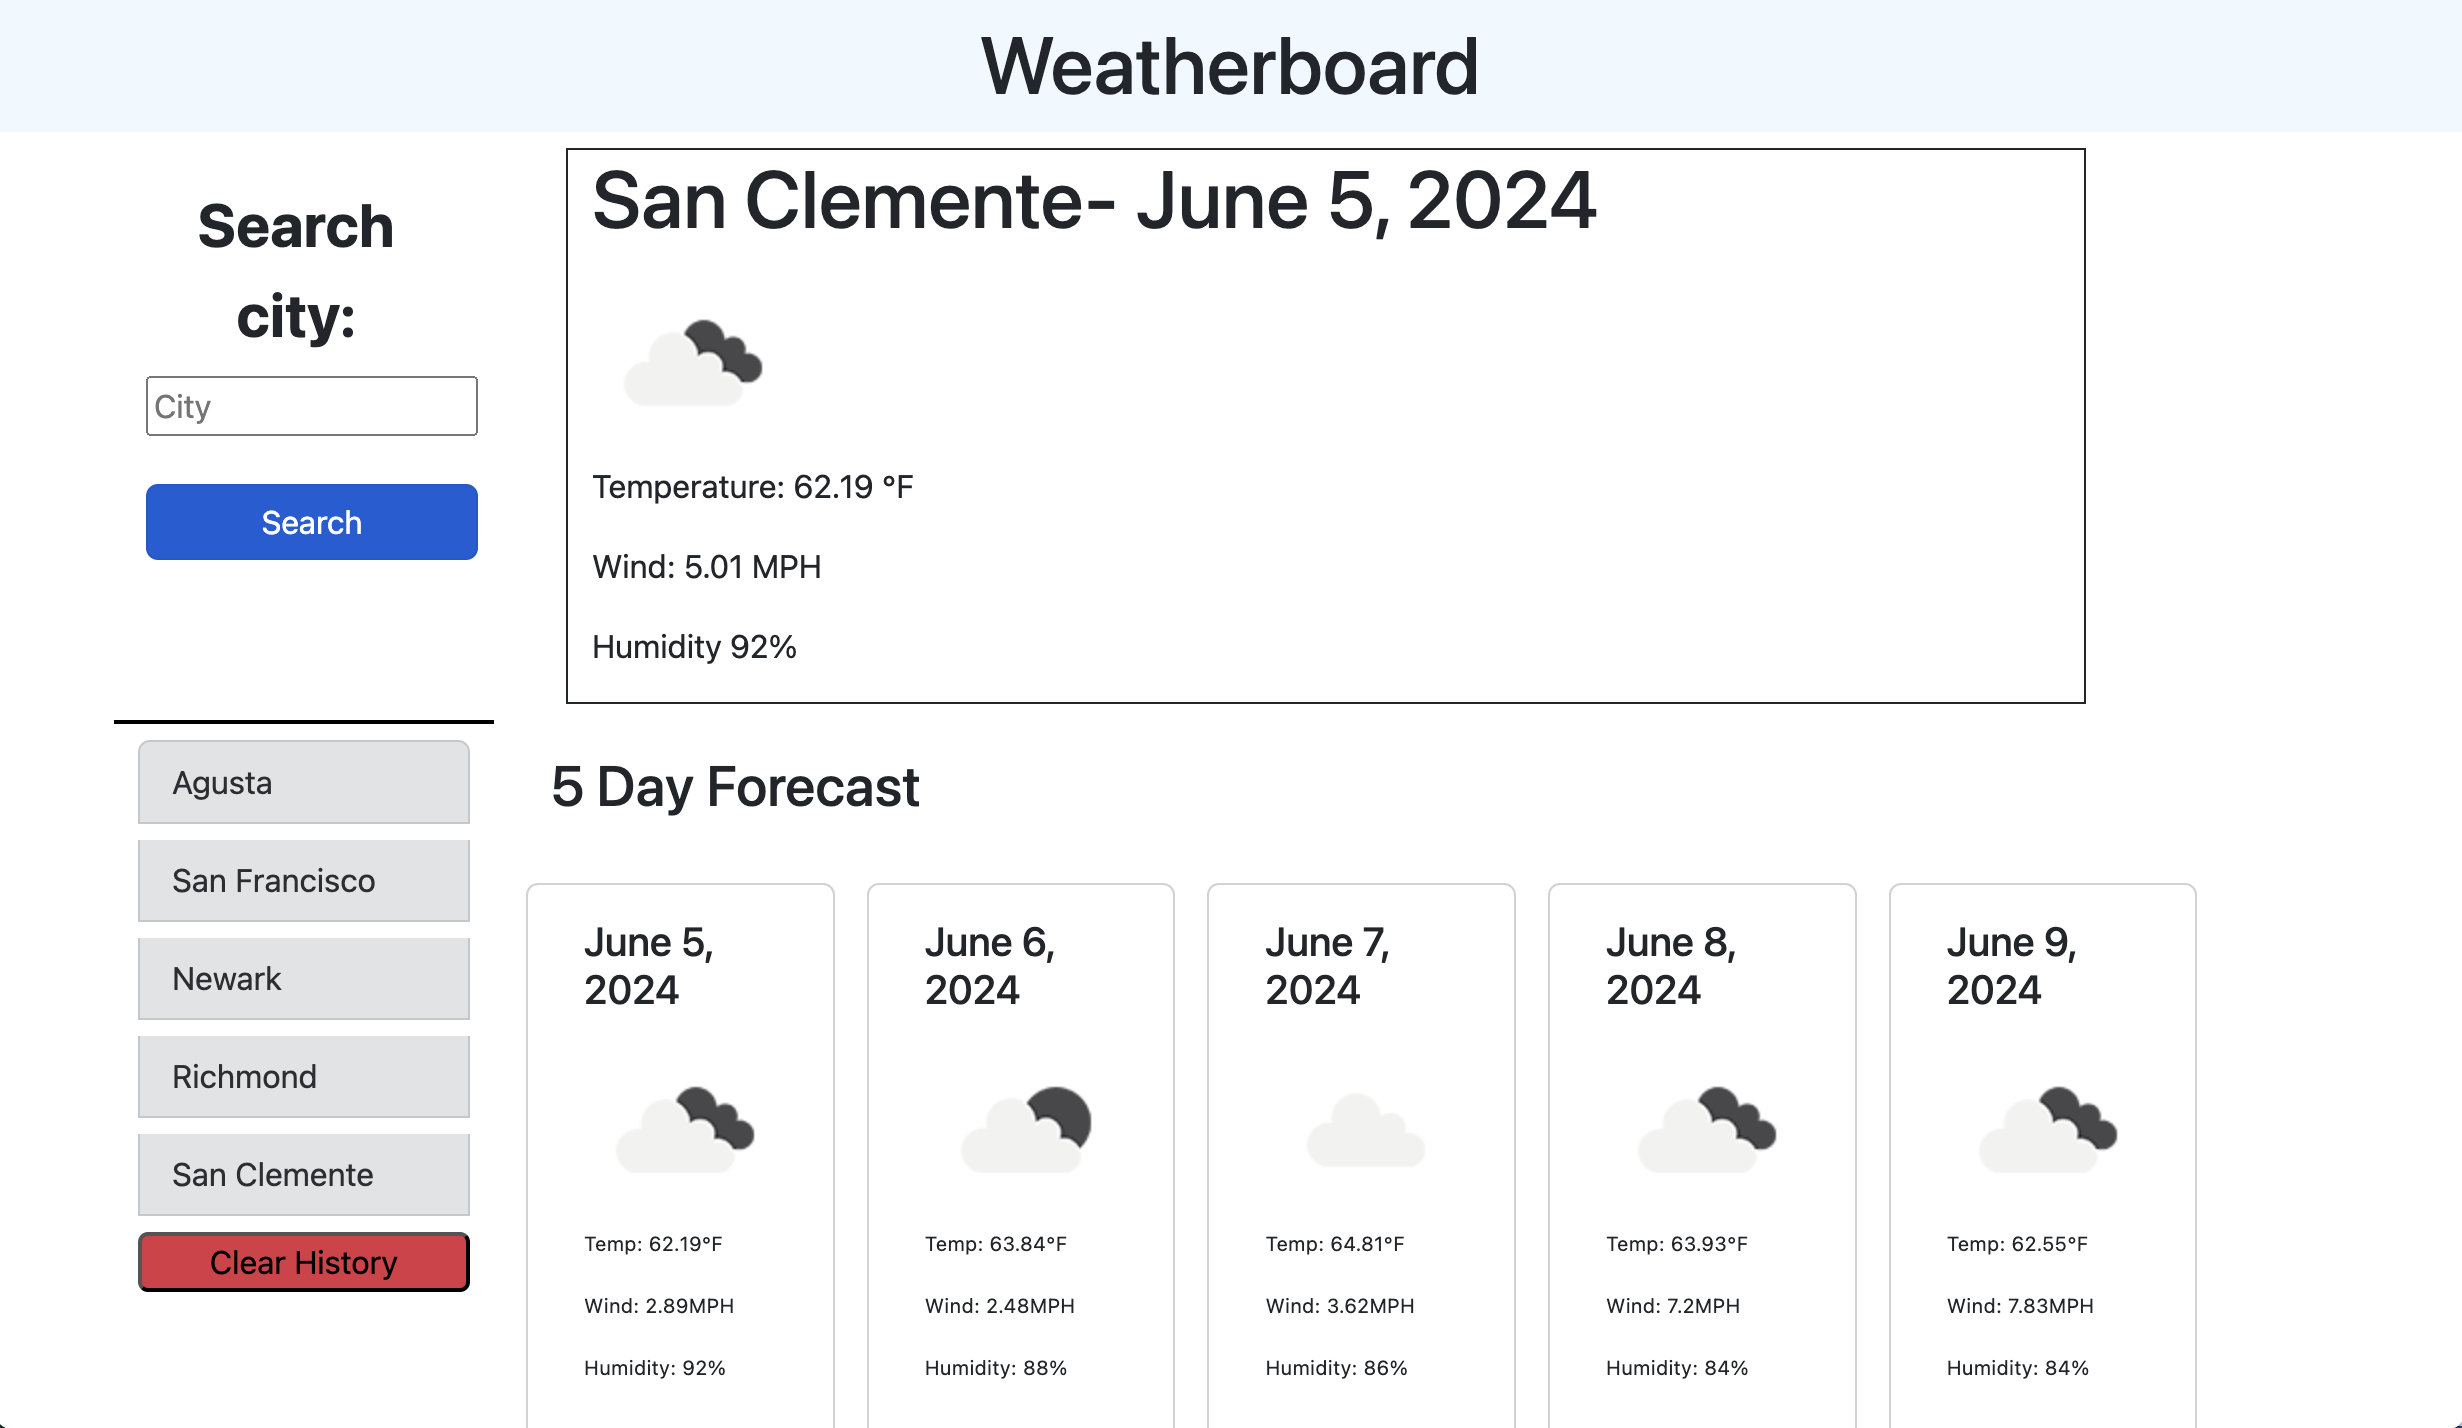 Weatherboard
Search
city:
City
Search
Agusta
San Francisco
Newark
Richmond
San Clemente
Clear History
San Clemente- June 5, 2024
Temperature: 62.19 °F
Wind: 5.01 MPH
Humidity 92%
5 Day Forecast
June 5,
2024
Temp: 62.19°F
Wind: 2.89MPH
Humidity: 92%
June 6,
2024
Temp: 63.84°F
Wind: 2.48MPH
Humidity: 88%
June 7,
2024
Temp: 64.81°F
Wind: 3.62MPH
Humidity: 86%
June 8,
2024
Temp: 63.93°F
Wind: 7.2MPH
Humidity: 84%
June 9,
2024
Temp: 62.55°F
Wind: 7.83MPH
Humidity: 84%